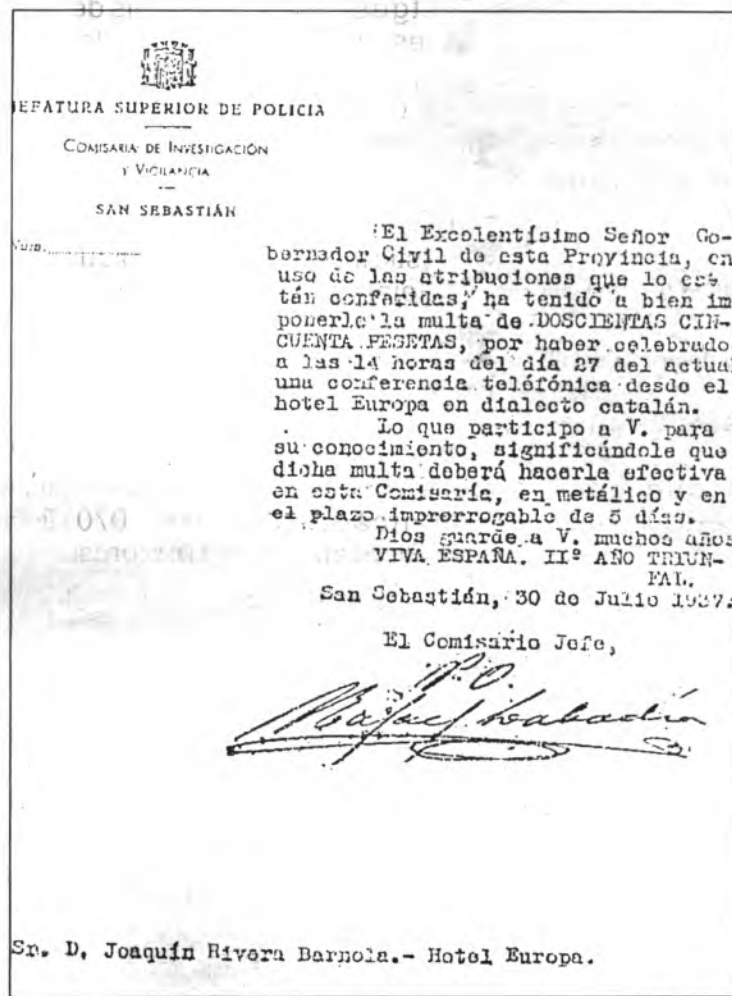 JEFATURA SUPERIOR DE POLICIA
COMISARIA DE INVESTIGACIÓN
Y VIGILANCIA
SAN SEBASTIÁN
Núm.
El Excelentísimo Señor Go-
bernador Civil de esta Provincia, en
uso de las atribuciones que le es-
tán conferidas, ha tenido a bien im
ponerle la multa de DOSCIENTAS CIN-
CUENTA PESETAS, por haber celebrado
a las 14 horas del día 27 del actual
una conferencia teléfónica desde el
hotel Europa en dialecto catalán.
Lo que participo a V. para
su conocimiento, significándole que
dicha multa deberá hacerla efectiva
en esta Comisaría, en metálico y en
el plazo improrrogable de 5 días.
Dios guarde a V. muchos años
VIVA ESPAÑA. IIº AÑO TRIUN-
FAL.
San Sebastián, 30 de Julio 1937.
El Comisario Jefe,
P.O.
Rafael
Sr. D. Joaquín Rivera Barnola.- Hotel Europa.